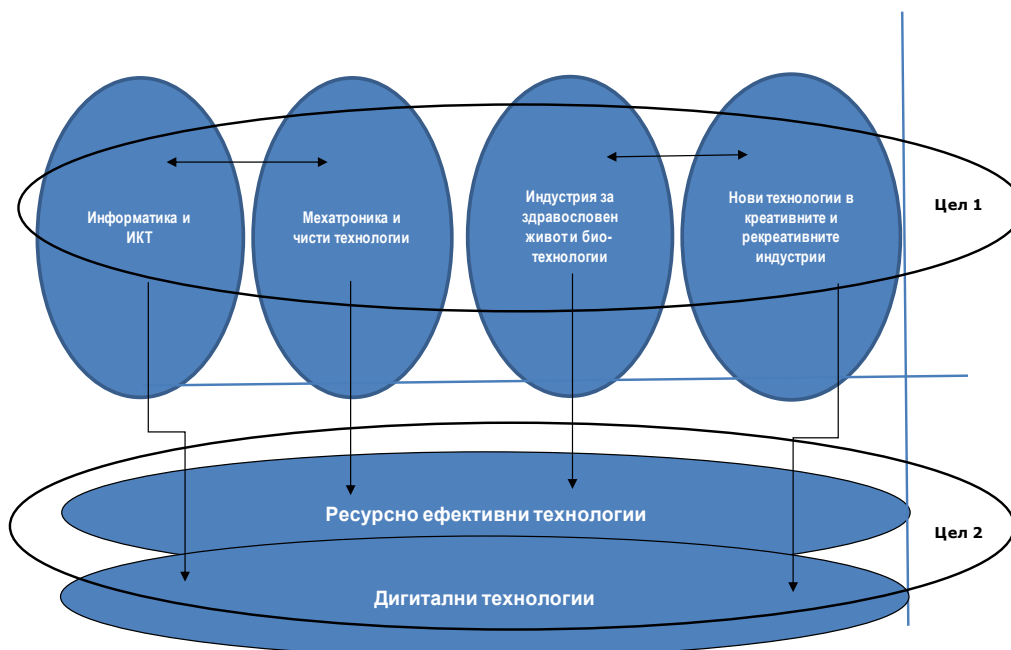 Информатика и
ИКТ
Мехатроника и
чисти технологии
Индустрия за
здравословен
живот и био-
технологии
Нови технологии в
креативните и
рекреативните
индустрии
Цел 1
Ресурсно ефективни технологии
Цел 2
Дигитални технологии